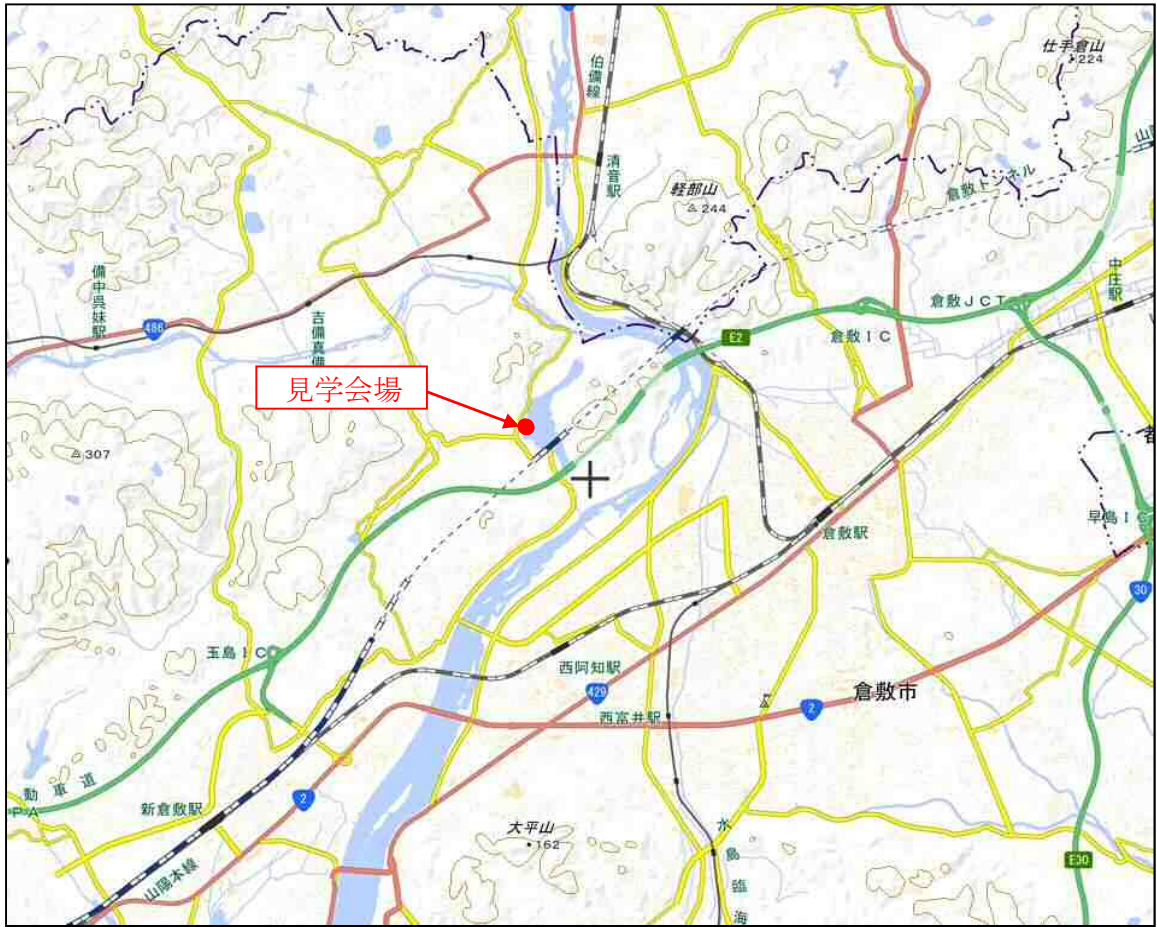 仕手倉山
・224
伯備線
清音駅
山陽
倉敷トンネル
軽部山
244
中庄駅
備中呉妹駅
486
吉備真備
倉敷JCT
E2
倉敷IC
見学会場
307
早島IC
倉敷駅
30
玉島IC
西阿知駅
429
倉敷市
2
西富井駅
動車道
PA
2
新倉敷駅
大平山
・162
E30
山陽本線
水島臨海